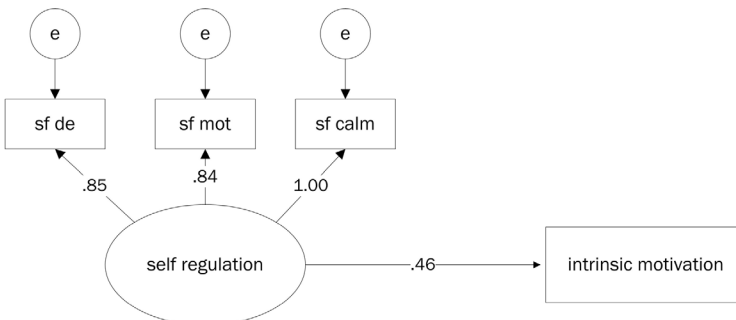 e
e
e
sf de
sf mot
sf calm
.85
.84
1.00
self regulation
.46
intrinsic motivation